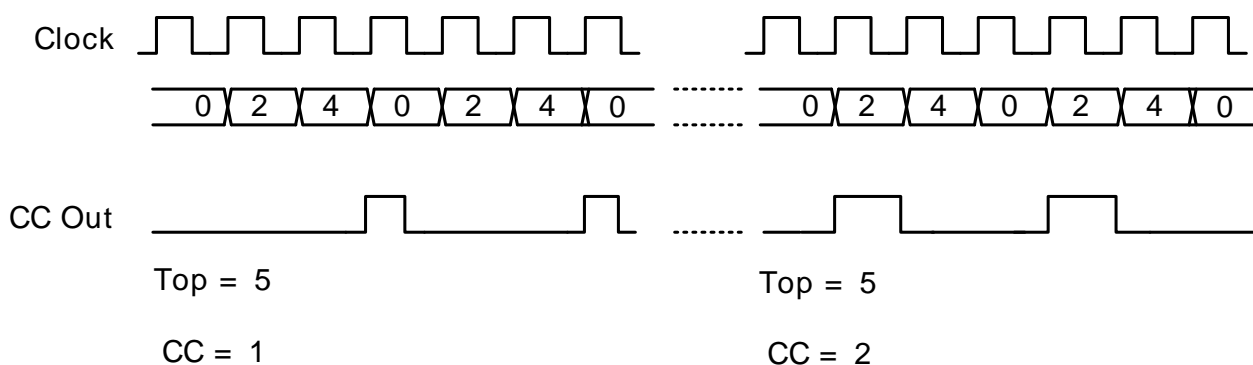 Clock
0 2 4 0 2 4 0 0 2 4 0 2 4 0
CC Out
Top = 5 Top = 5
CC = 1 CC = 2